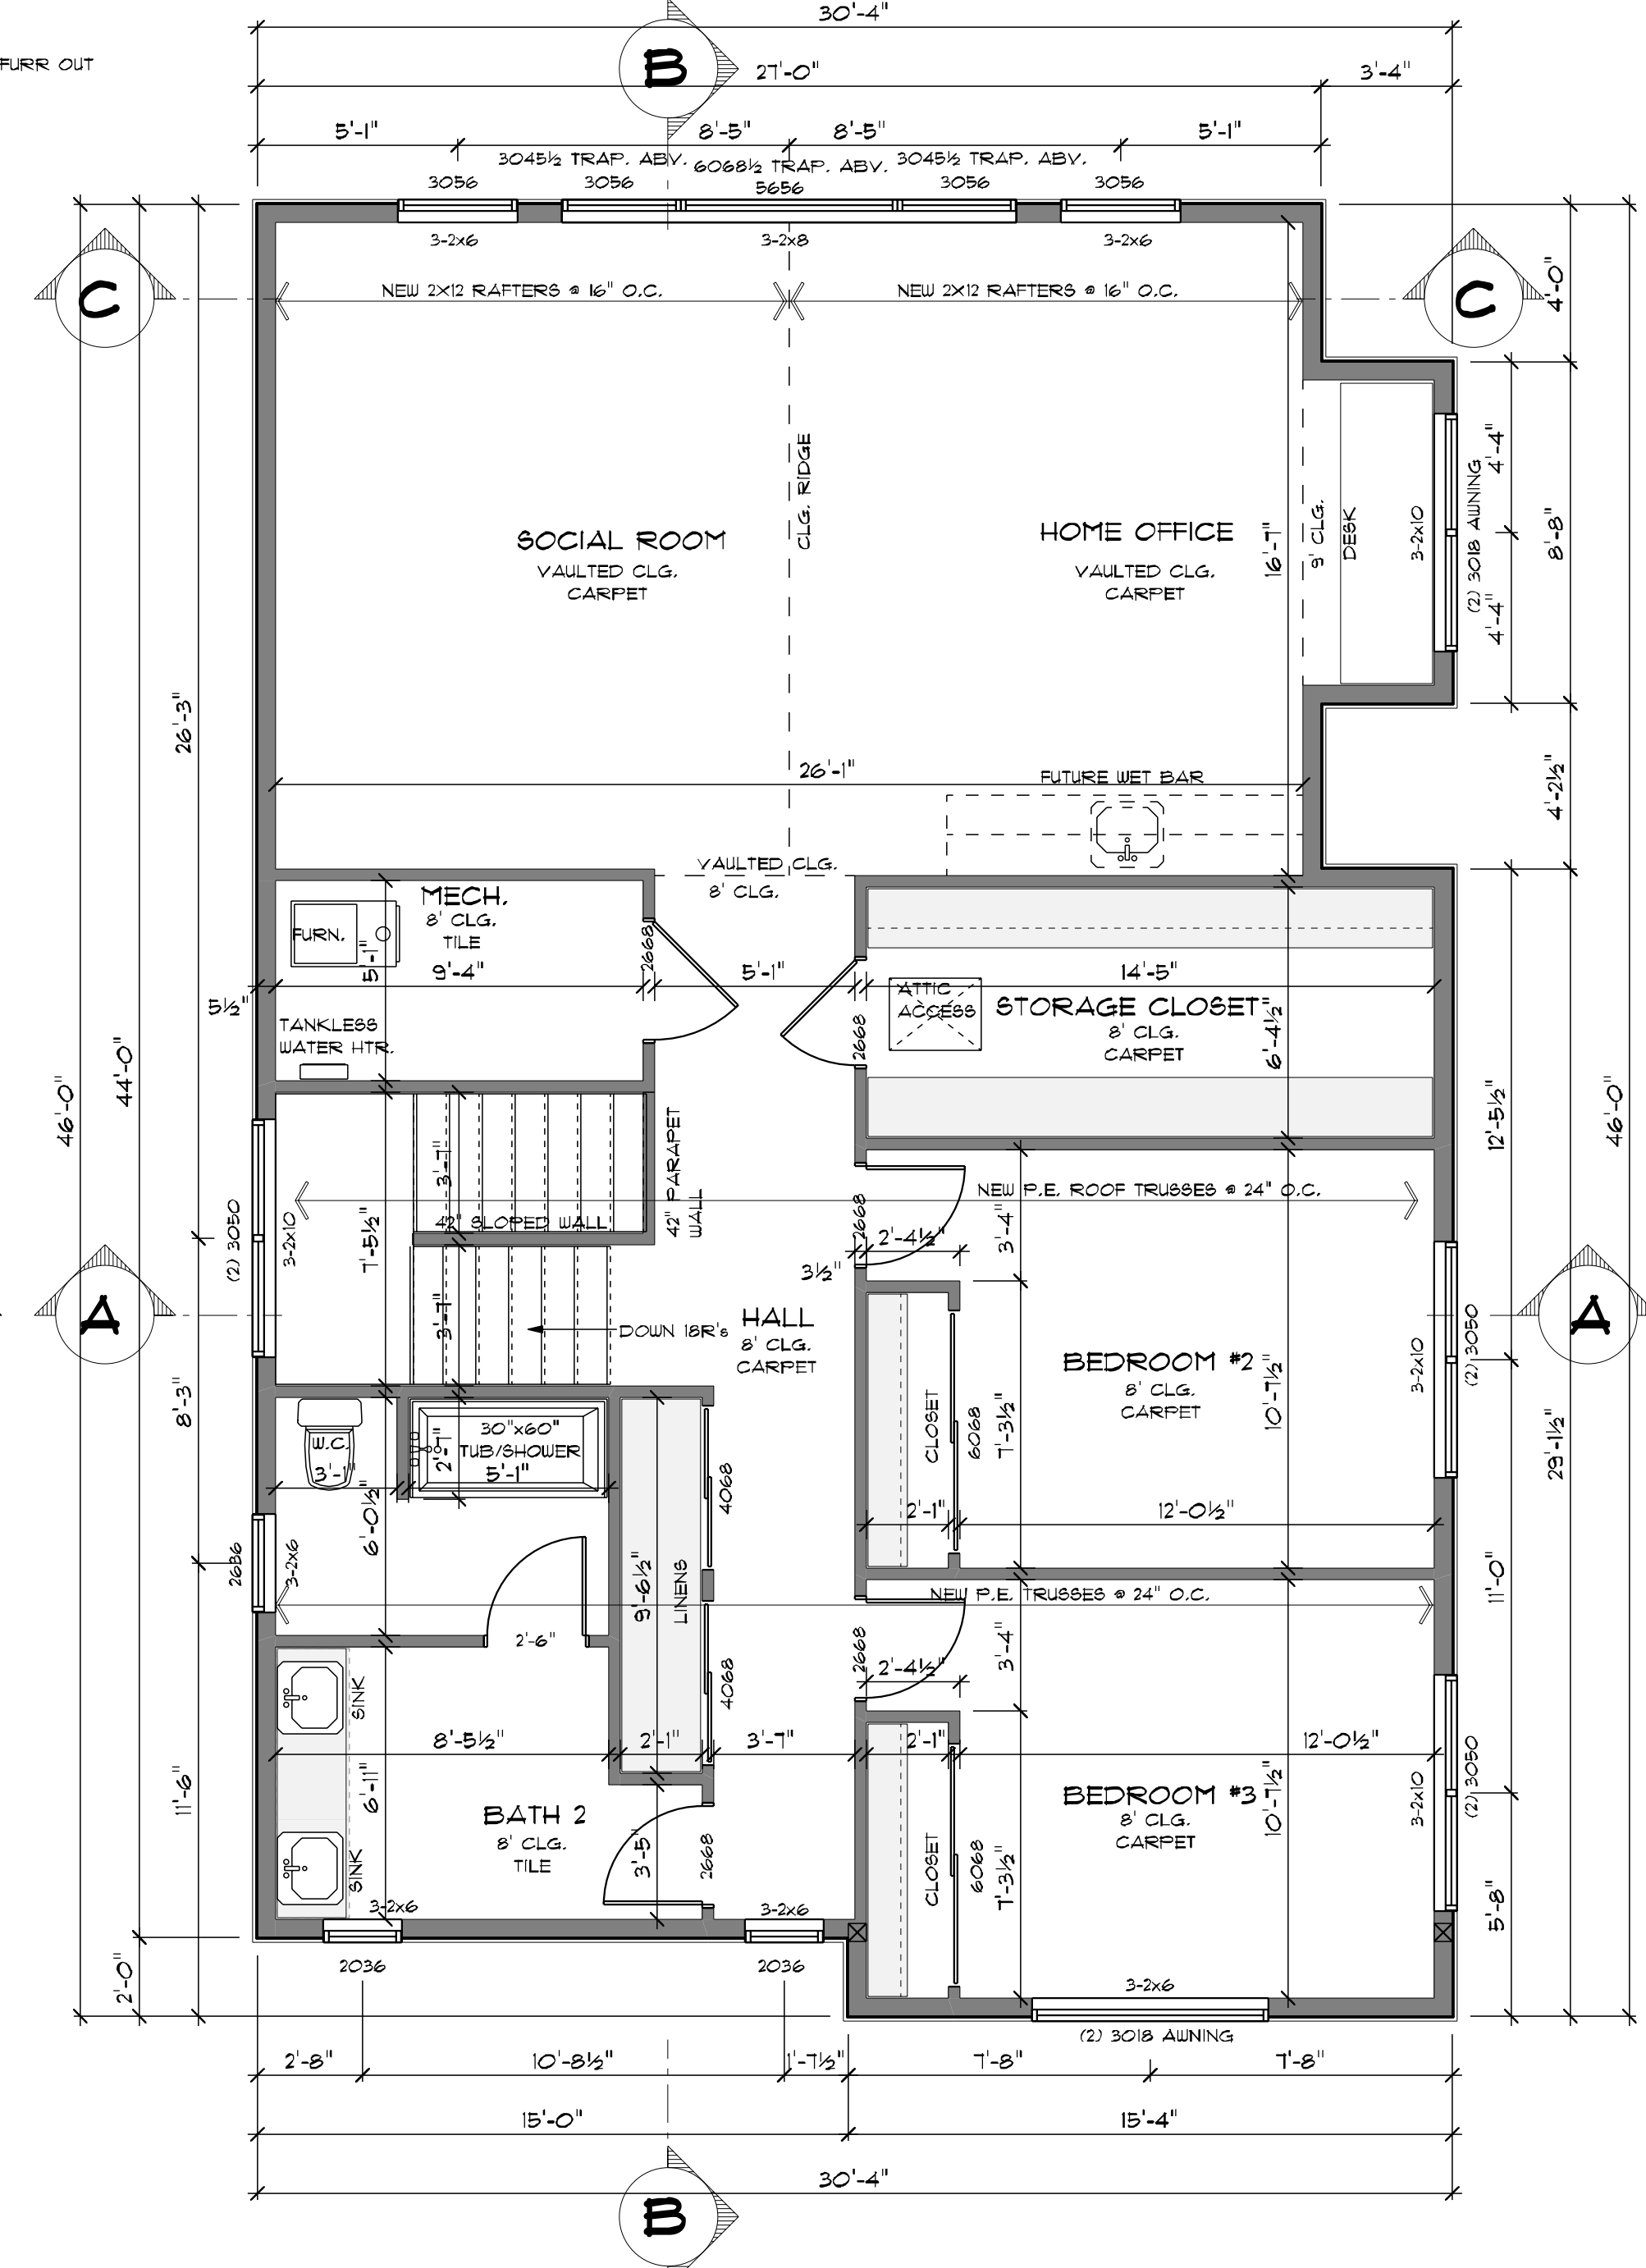 30'-4"
B
FURR OUT
27'-0"
3'-4"
5'-1"
8'-5"
8'-5"
5'-1"
3045½ TRAP. ABV.
6068½ TRAP. ABV.
3045½ TRAP. ABV.
3056
3056
5656
3056
3056
3-2x6
3-2x8
3-2x6
C
NEW 2X12 RAFTERS @ 16" O.C.
NEW 2X12 RAFTERS @ 16" O.C.
C
4'-0"
CLG. RIDGE
SOCIAL ROOM
VAULTED CLG.
CARPET
HOME OFFICE
VAULTED CLG.
CARPET
16'-7"
9' CLG.
DESK
3-2x10
(2) 3018 AWNING
4'-4"
4'-4"
8'-8"
26'-3"
26'-1"
FUTURE WET BAR
4'-2½"
VAULTED CLG.
8' CLG.
MECH.
8' CLG.
TILE
FURN.
5'-1"
9'-4"
2668
5'-1"
14'-5"
5½"
TANKLESS
WATER HTR.
ATTIC
ACCESS
STORAGE CLOSET
8' CLG.
CARPET
6'-4½"
2668
46'-0"
44'-0"
12'-5½"
46'-0"
3'-7"
42" PARAPET
WALL
42" SLOPED WALL
(2) 3050
3-2x10
7'-5½"
NEW P.E. ROOF TRUSSES @ 24" O.C.
2668
2'-4½"
3'-4"
3½"
A
3'-7"
DOWN 18R's
HALL
8' CLG.
CARPET
BEDROOM #2
8' CLG.
CARPET
10'-7½"
3-2x10
(2) 3050
A
8'-3"
CLOSET
6068
7'-3½"
29'-1½"
W.C.
3'-1"
30"x60"
TUB/SHOWER
5'-1"
2'-7"
6'-0½"
4068
2'-1"
12'-0½"
2636
3-2x6
9'-6½"
LINENS
NEW P.E. TRUSSES @ 24" O.C.
11'-0"
2'-6"
2668
2'-4½"
3'-4"
4068
SINK
8'-5½"
2'-1"
3'-7"
2'-1"
12'-0½"
11'-6"
6'-11"
BATH 2
8' CLG.
TILE
3'-5"
2668
BEDROOM #3
8' CLG.
CARPET
10'-7½"
3-2x10
(2) 3050
SINK
CLOSET
6068
7'-3½"
5'-8"
3-2x6
3-2x6
2'-0"
2036
2036
3-2x6
(2) 3018 AWNING
2'-8"
10'-8½"
1'-7½"
7'-8"
7'-8"
15'-0"
15'-4"
30'-4"
B